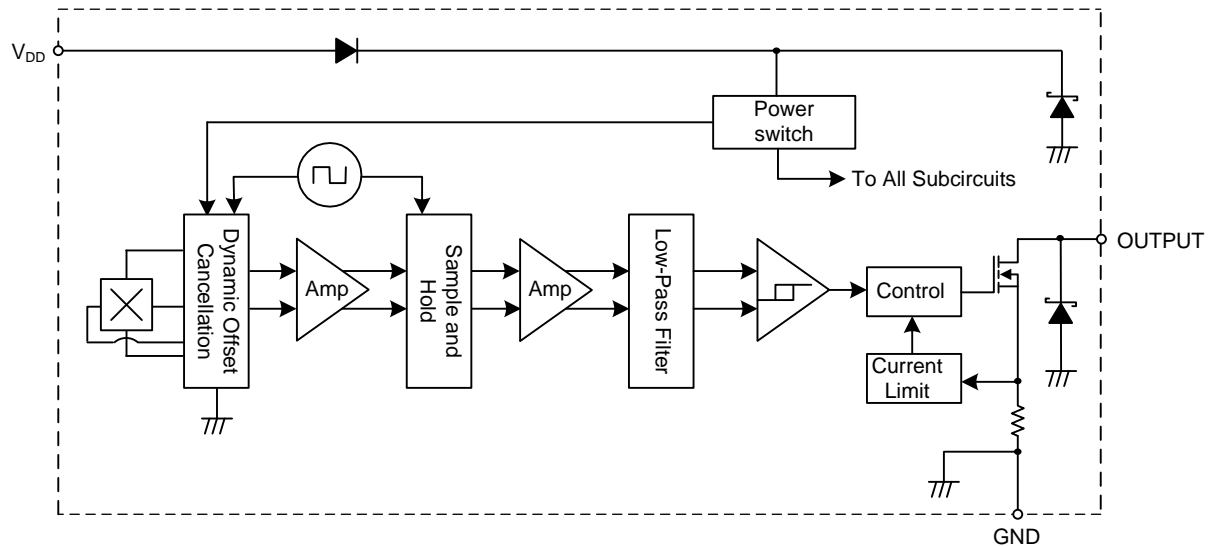 VDD
Power
switch
To All Subcircuits
Dynamic Offset
Cancellation
Amp
Sample and
Hold
Amp
Low-Pass Filter
Control
Current
Limit
OUTPUT
GND